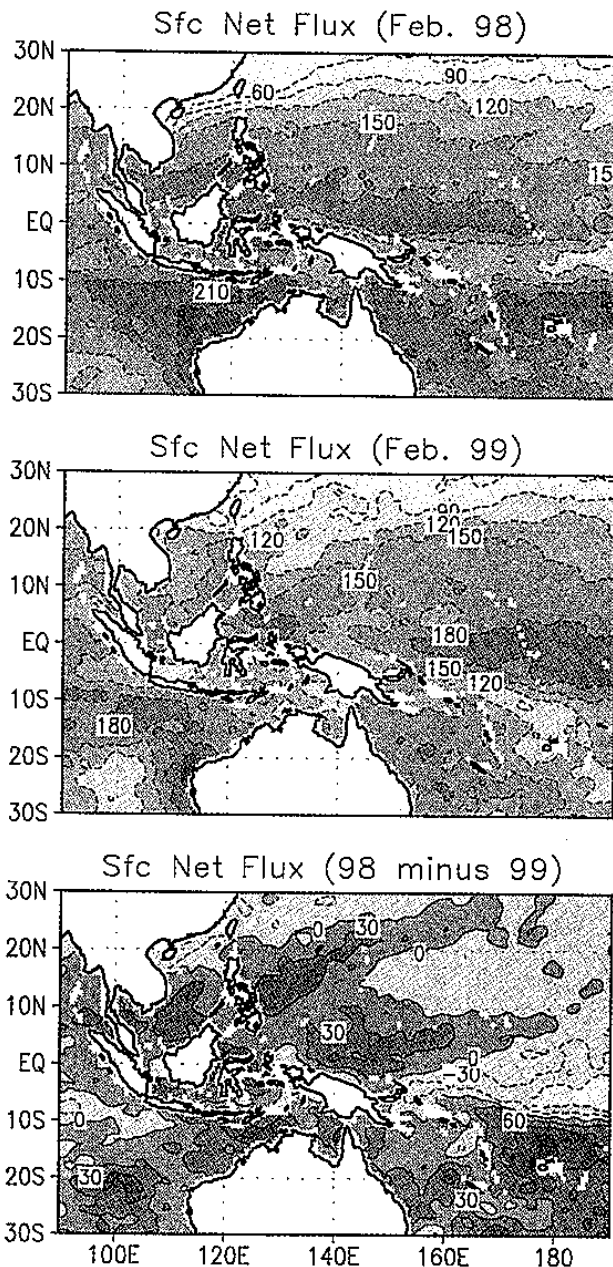 Sfc Net Flux (Feb. 98)
30N
20N
10N
EQ
10S
20S
30S
60
90
120
150
15
210
Sfc Net Flux (Feb. 99)
30N
20N
10N
EQ
10S
20S
30S
90
120
120
150
150
180
150
120
180
Sfc Net Flux (98 minus 99)
30N
20N
10N
EQ
10S
20S
30S
0
30
0
30
0
-30
0
60
30
30
100E
120E
140E
160E
180